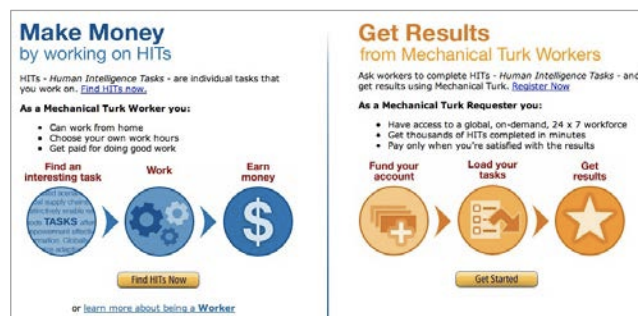 Make Money
by working on HITs
HITs - Human Intelligence Tasks - are individual tasks that
you work on. Find HITs now.
As a Mechanical Turk Worker you:
• Can work from home
• Choose your own work hours
• Get paid for doing good work
Find an
interesting task
Work
Earn
money
TASKS
$
Find HITs Now
or learn more about being a Worker
Get Results
from Mechanical Turk Workers
Ask workers to complete HITs - Human Intelligence Tasks - and
get results using Mechanical Turk. Register Now
As a Mechanical Turk Requester you:
• Have access to a global, on-demand, 24 x 7 workforce
• Get thousands of HITs completed in minutes
• Pay only when you're satisfied with the results
Fund your
account
Load your
tasks
Get
results
Get Started